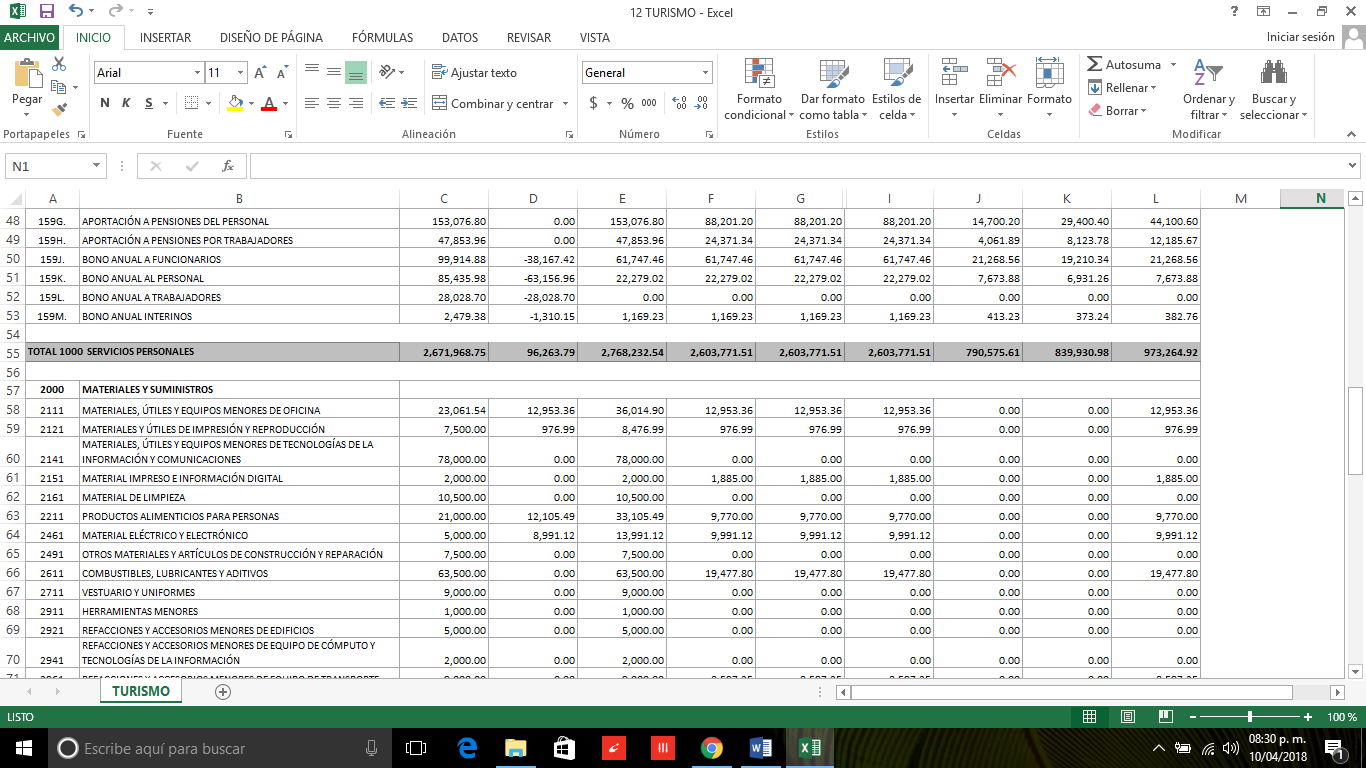 12 TURISMO - Excel
?
ARCHIVO INICIO INSERTAR DISEÑO DE PÁGINA FÓRMULAS DATOS REVISAR VISTA Iniciar sesión
Pegar
Portapapeles
Arial 11
N K S
Fuente
Ajustar texto
Combinar y centrar
Alineación
General
$ % 000
Número
Formato condicional
Dar formato como tabla
Estilos de celda
Estilos
Insertar Eliminar Formato
Celdas
Autosuma
Rellenar
Borrar
Ordenar y filtrar
Buscar y seleccionar
Modificar
N1 fx
A B C D E F G I J K L M N
48 159G. APORTACIÓN A PENSIONES DEL PERSONAL 153,076.80 0.00 153,076.80 88,201.20 88,201.20 88,201.20 14,700.20 29,400.40 44,100.60
49 159H. APORTACIÓN A PENSIONES POR TRABAJADORES 47,853.96 0.00 47,853.96 24,371.34 24,371.34 24,371.34 4,061.89 8,123.78 12,185.67
50 159J. BONO ANUAL A FUNCIONARIOS 99,914.88 -38,167.42 61,747.46 61,747.46 61,747.46 61,747.46 21,268.56 19,210.34 21,268.56
51 159K. BONO ANUAL AL PERSONAL 85,435.98 -63,156.96 22,279.02 22,279.02 22,279.02 22,279.02 7,673.88 6,931.26 7,673.88
52 159L. BONO ANUAL A TRABAJADORES 28,028.70 -28,028.70 0.00 0.00 0.00 0.00 0.00 0.00 0.00
53 159M. BONO ANUAL INTERINOS 2,479.38 -1,310.15 1,169.23 1,169.23 1,169.23 1,169.23 413.23 373.24 382.76
54
55 TOTAL 1000 SERVICIOS PERSONALES 2,671,968.75 96,263.79 2,768,232.54 2,603,771.51 2,603,771.51 2,603,771.51 790,575.61 839,930.98 973,264.92
56
57 2000 MATERIALES Y SUMINISTROS
58 2111 MATERIALES, ÚTILES Y EQUIPOS MENORES DE OFICINA 23,061.54 12,953.36 36,014.90 12,953.36 12,953.36 12,953.36 0.00 0.00 12,953.36
59 2121 MATERIALES Y ÚTILES DE IMPRESIÓN Y REPRODUCCIÓN 7,500.00 976.99 8,476.99 976.99 976.99 976.99 0.00 0.00 976.99
MATERIALES, ÚTILES Y EQUIPOS MENORES DE TECNOLOGÍAS DE LA
60 2141 INFORMACIÓN Y COMUNICACIONES 78,000.00 0.00 78,000.00 0.00 0.00 0.00 0.00 0.00 0.00
61 2151 MATERIAL IMPRESO E INFORMACIÓN DIGITAL 2,000.00 0.00 2,000.00 1,885.00 1,885.00 1,885.00 0.00 0.00 1,885.00
62 2161 MATERIAL DE LIMPIEZA 10,500.00 0.00 10,500.00 0.00 0.00 0.00 0.00 0.00 0.00
63 2211 PRODUCTOS ALIMENTICIOS PARA PERSONAS 21,000.00 12,105.49 33,105.49 9,770.00 9,770.00 9,770.00 0.00 0.00 9,770.00
64 2461 MATERIAL ELÉCTRICO Y ELECTRÓNICO 5,000.00 8,991.12 13,991.12 9,991.12 9,991.12 9,991.12 0.00 0.00 9,991.12
65 2491 OTROS MATERIALES Y ARTÍCULOS DE CONSTRUCCIÓN Y REPARACIÓN 7,500.00 0.00 7,500.00 0.00 0.00 0.00 0.00 0.00 0.00
66 2611 COMBUSTIBLES, LUBRICANTES Y ADITIVOS 63,500.00 0.00 63,500.00 19,477.80 19,477.80 19,477.80 0.00 0.00 19,477.80
67 2711 VESTUARIO Y UNIFORMES 9,000.00 0.00 9,000.00 0.00 0.00 0.00 0.00 0.00 0.00
68 2911 HERRAMIENTAS MENORES 1,000.00 0.00 1,000.00 0.00 0.00 0.00 0.00 0.00 0.00
69 2921 REFACCIONES Y ACCESORIOS MENORES DE EDIFICIOS 5,000.00 0.00 5,000.00 0.00 0.00 0.00 0.00 0.00 0.00
REFACCIONES Y ACCESORIOS MENORES DE EQUIPO DE CÓMPUTO Y
70 2941 TECNOLOGÍAS DE LA INFORMACIÓN 2,000.00 0.00 2,000.00 0.00 0.00 0.00 0.00 0.00 0.00
TURISMO
LISTO 100 %
Escribe aquí para buscar
08:30 p. m.
10/04/2018
1